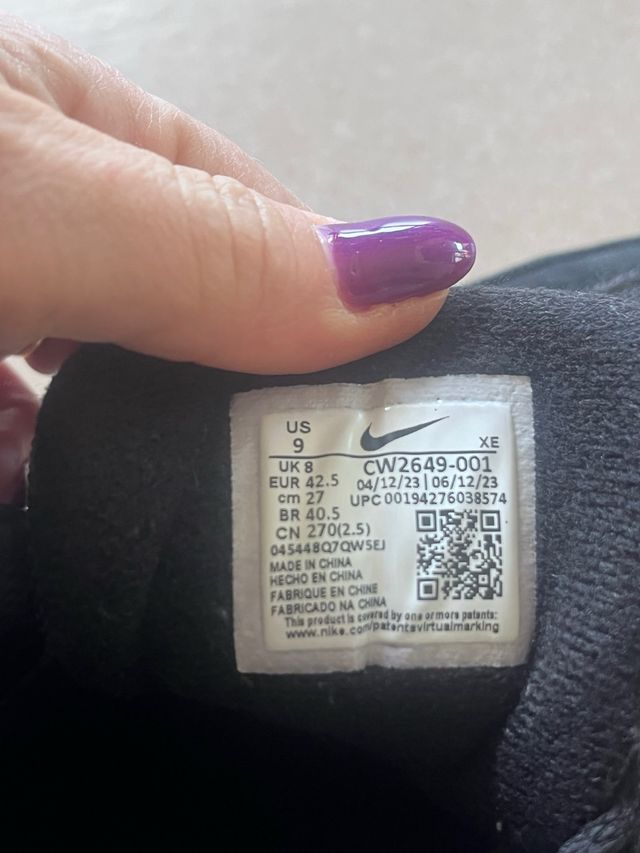 US
9
XE
UK 8
CW2649-001
EUR 42.5
04/12/23 | 06/12/23
cm 27
UPC 00194276038574
BR 40.5
CN 270(2.5)
045448Q7QW5EJ
MADE IN CHINA
HECHO EN CHINA
FABRIQUE EN CHINE
FABRICADO NA CHINA
This product is covered by one or more patents:
www.nike.com/patentsvirtualmarking